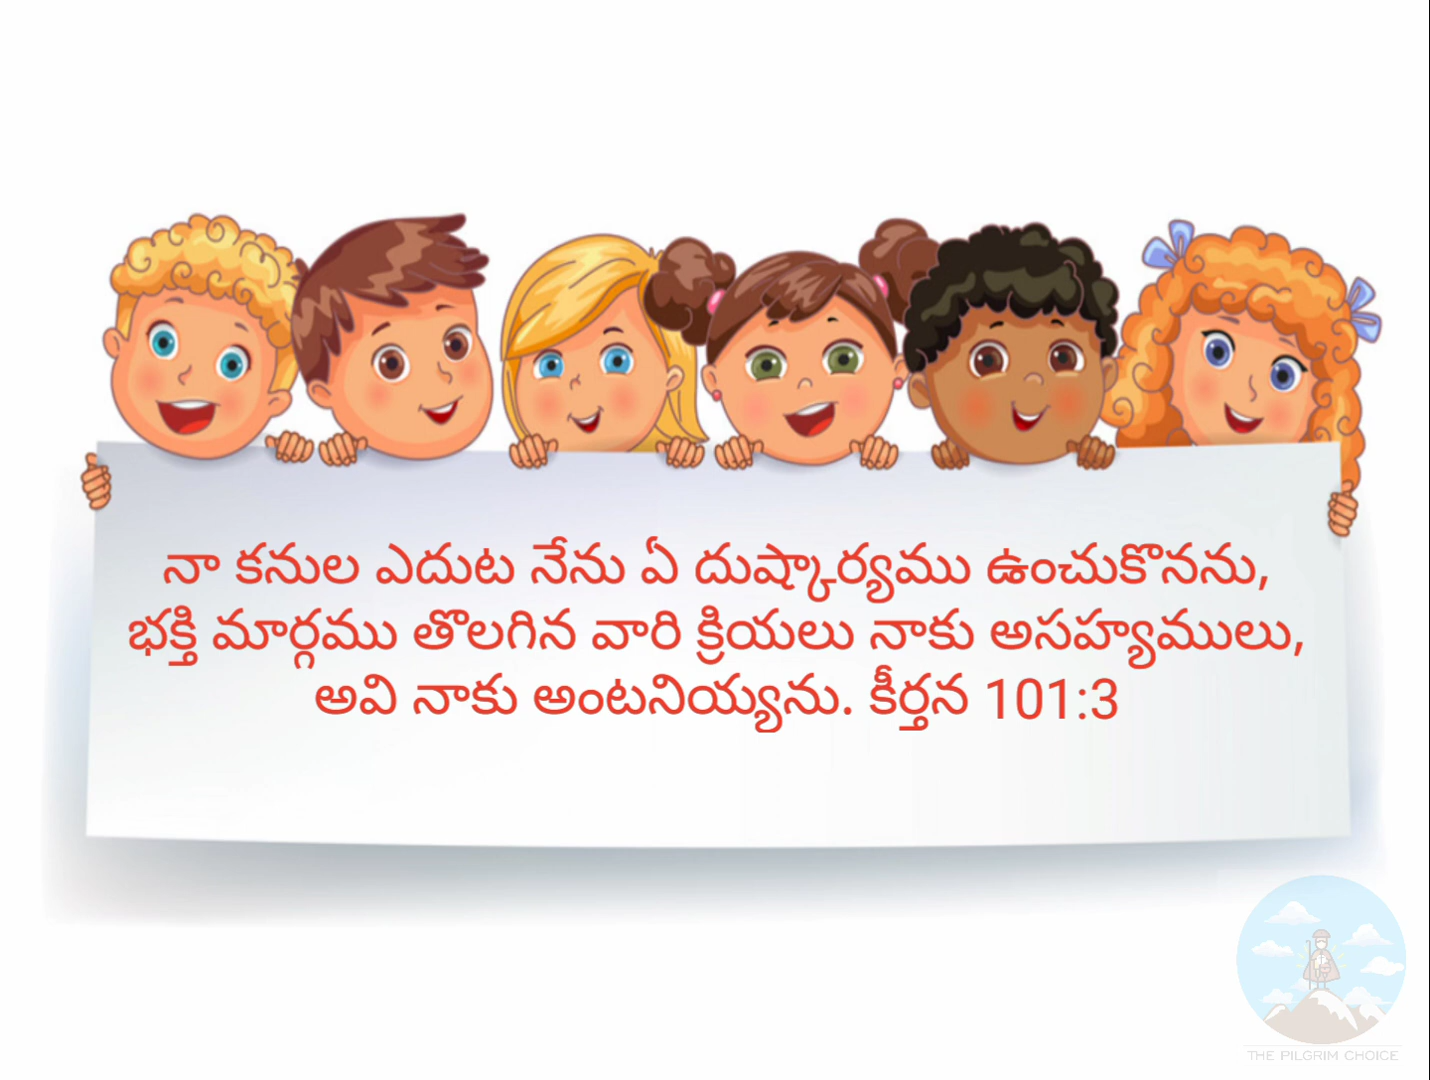 నా కనుల ఎదుట నేను ఏ దుష్కార్యము ఉంచుకొనను,
భక్తి మార్గము తొలగిన వారి క్రియలు నాకు అసహ్యములు,
అవి నాకు అంటనియ్యను. కీర్తన 101:3
THE PILGRIM CHOICE